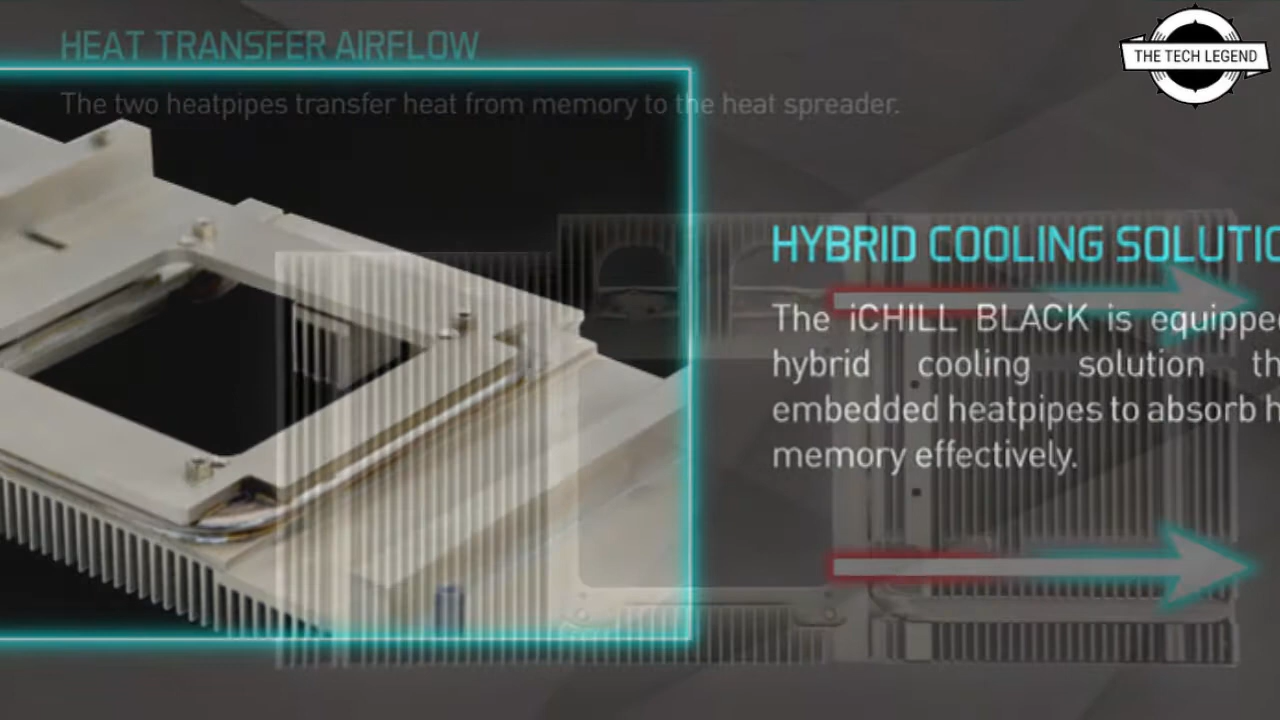 HEAT TRANSFER AIRFLOW
THE TECH LEGEND
The two heatpipes transfer heat from memory to the heat spreader.
HYBRID COOLING SOLUTIO
The iCHILL BLACK is equipped
hybrid cooling solution th
embedded heatpipes to absorb h
memory effectively.